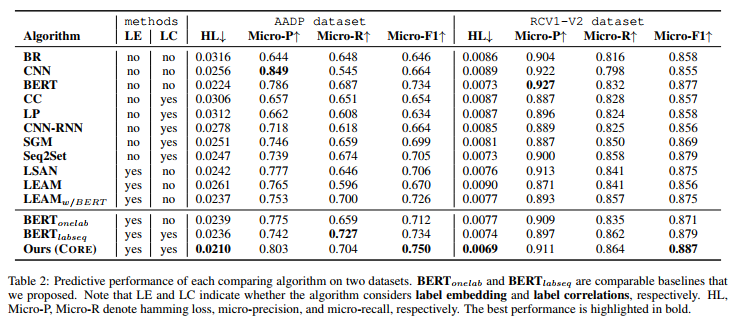 methods AADP dataset RCV1-V2 dataset
Algorithm LE LC HL↓ Micro-P↑ Micro-R↑ Micro-F1↑ HL↓ Micro-P↑ Micro-R↑ Micro-F1↑
BR no no 0.0316 0.644 0.648 0.646 0.0086 0.904 0.816 0.858
CNN no no 0.0256 0.849 0.545 0.664 0.0089 0.922 0.798 0.855
BERT no no 0.0224 0.786 0.687 0.734 0.0073 0.927 0.832 0.877
CC no yes 0.0306 0.657 0.651 0.654 0.0087 0.887 0.828 0.857
LP no yes 0.0312 0.662 0.608 0.634 0.0087 0.896 0.824 0.858
CNN-RNN no yes 0.0278 0.718 0.618 0.664 0.0085 0.889 0.825 0.856
SGM no yes 0.0251 0.746 0.659 0.699 0.0081 0.887 0.850 0.869
Seq2Set no yes 0.0247 0.739 0.674 0.705 0.0073 0.900 0.858 0.879
LSAN yes no 0.0242 0.777 0.646 0.706 0.0076 0.913 0.841 0.875
LEAM yes no 0.0261 0.765 0.596 0.670 0.0090 0.871 0.841 0.856
LEAMw/BERT yes no 0.0237 0.753 0.700 0.726 0.0077 0.893 0.857 0.875
BERTonelab yes no 0.0239 0.775 0.659 0.712 0.0077 0.909 0.835 0.871
BERTlabseq yes yes 0.0236 0.742 0.727 0.734 0.0074 0.897 0.862 0.879
Ours (CORE) yes yes 0.0210 0.803 0.704 0.750 0.0069 0.911 0.864 0.887
Table 2: Predictive performance of each comparing algorithm on two datasets. BERTonelab and BERTlabseq are comparable baselines that
we proposed. Note that LE and LC indicate whether the algorithm considers label embedding and label correlations, respectively. HL,
Micro-P, Micro-R denote hamming loss, micro-precision, and micro-recall, respectively. The best performance is highlighted in bold.